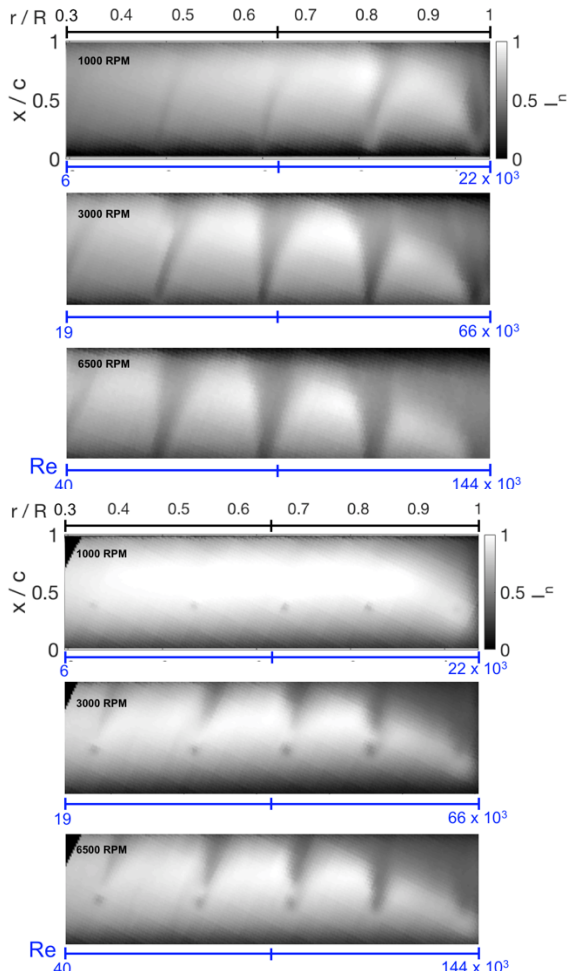 r / R 0.3 0.4 0.5 0.6 0.7 0.8 0.9 1
1 1000 RPM 1
x / c 0.5 0.5 I_n
0 0
6 22 x 10³
3000 RPM
19 66 x 10³
6500 RPM
Re
40 144 x 10³
r / R 0.3 0.4 0.5 0.6 0.7 0.8 0.9 1
1 1000 RPM 1
x / c 0.5 0.5 I_n
0 0
6 22 x 10³
3000 RPM
19 66 x 10³
6500 RPM
Re
40 144 x 10³